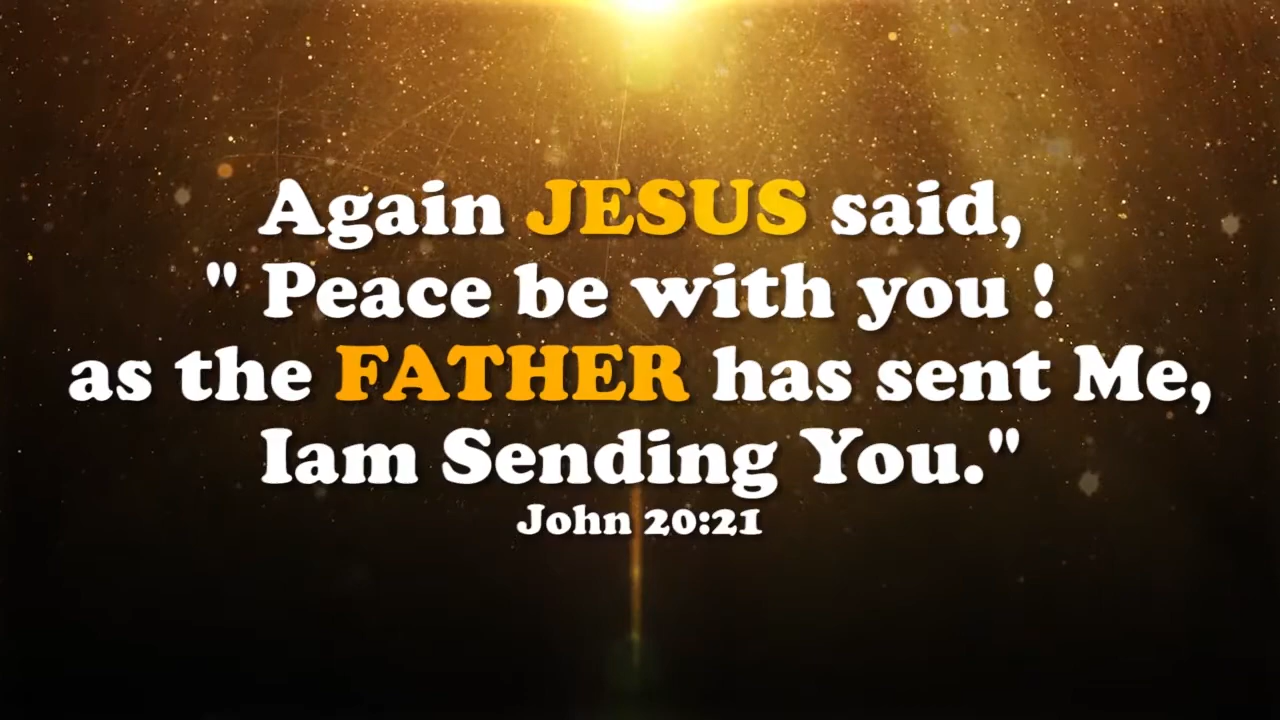 Again JESUS said,
" Peace be with you !
as the FATHER has sent Me,
Iam Sending You."
John 20:21